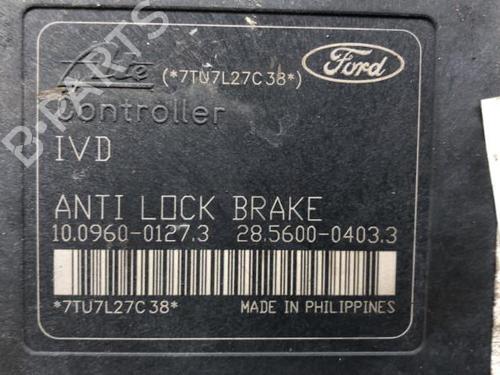 Ate (*7TU7L27C38*) Ford
Controller
IVD
ANTI LOCK BRAKE
10.0960-0127.3 28.5600-0403.3
*7TU7L27C38* MADE IN PHILIPPINES
B-PARTS